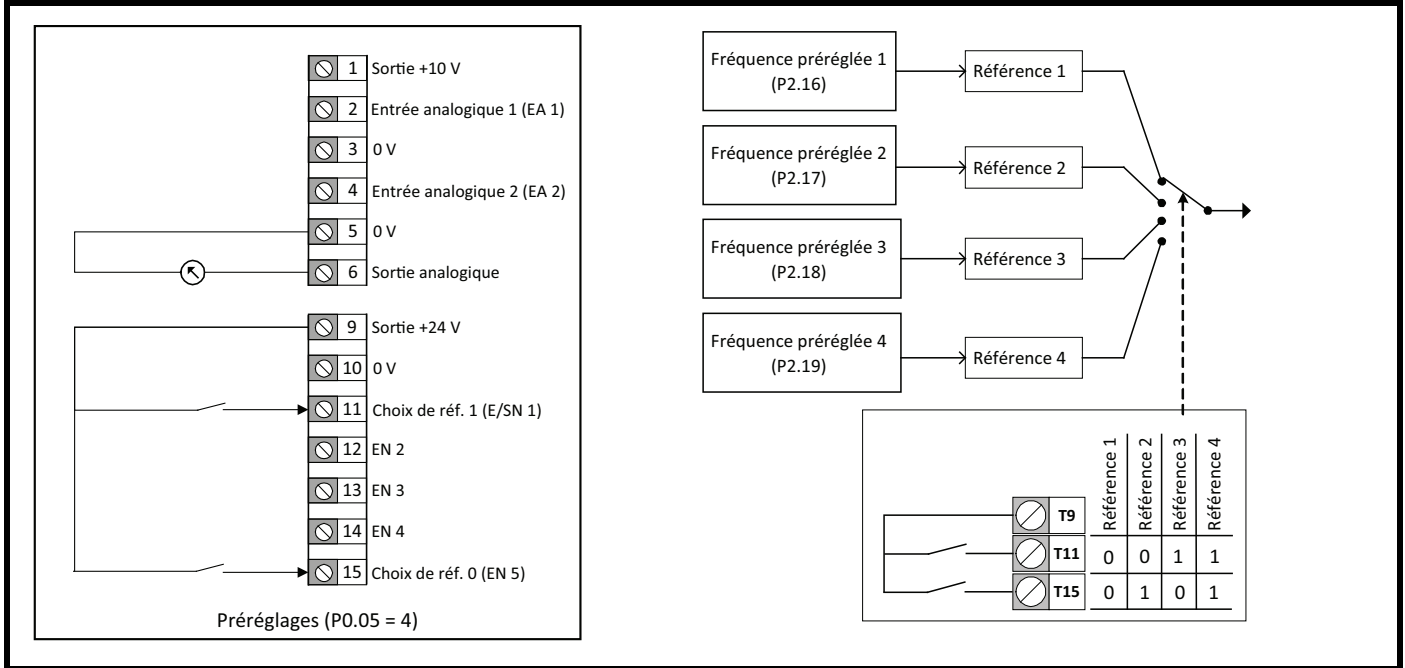 1 Sortie +10 V
2 Entrée analogique 1 (EA 1)
3 0 V
4 Entrée analogique 2 (EA 2)
5 0 V
6 Sortie analogique
9 Sortie +24 V
10 0 V
11 Choix de réf. 1 (E/SN 1)
12 EN 2
13 EN 3
14 EN 4
15 Choix de réf. 0 (EN 5)
Préréglages (P0.05 = 4)
Fréquence préréglée 1
(P2.16)
Référence 1
Fréquence préréglée 2
(P2.17)
Référence 2
Fréquence préréglée 3
(P2.18)
Référence 3
Fréquence préréglée 4
(P2.19)
Référence 4
Référence 1
Référence 2
Référence 3
Référence 4
T9
T11 0 0 1 1
T15 0 1 0 1